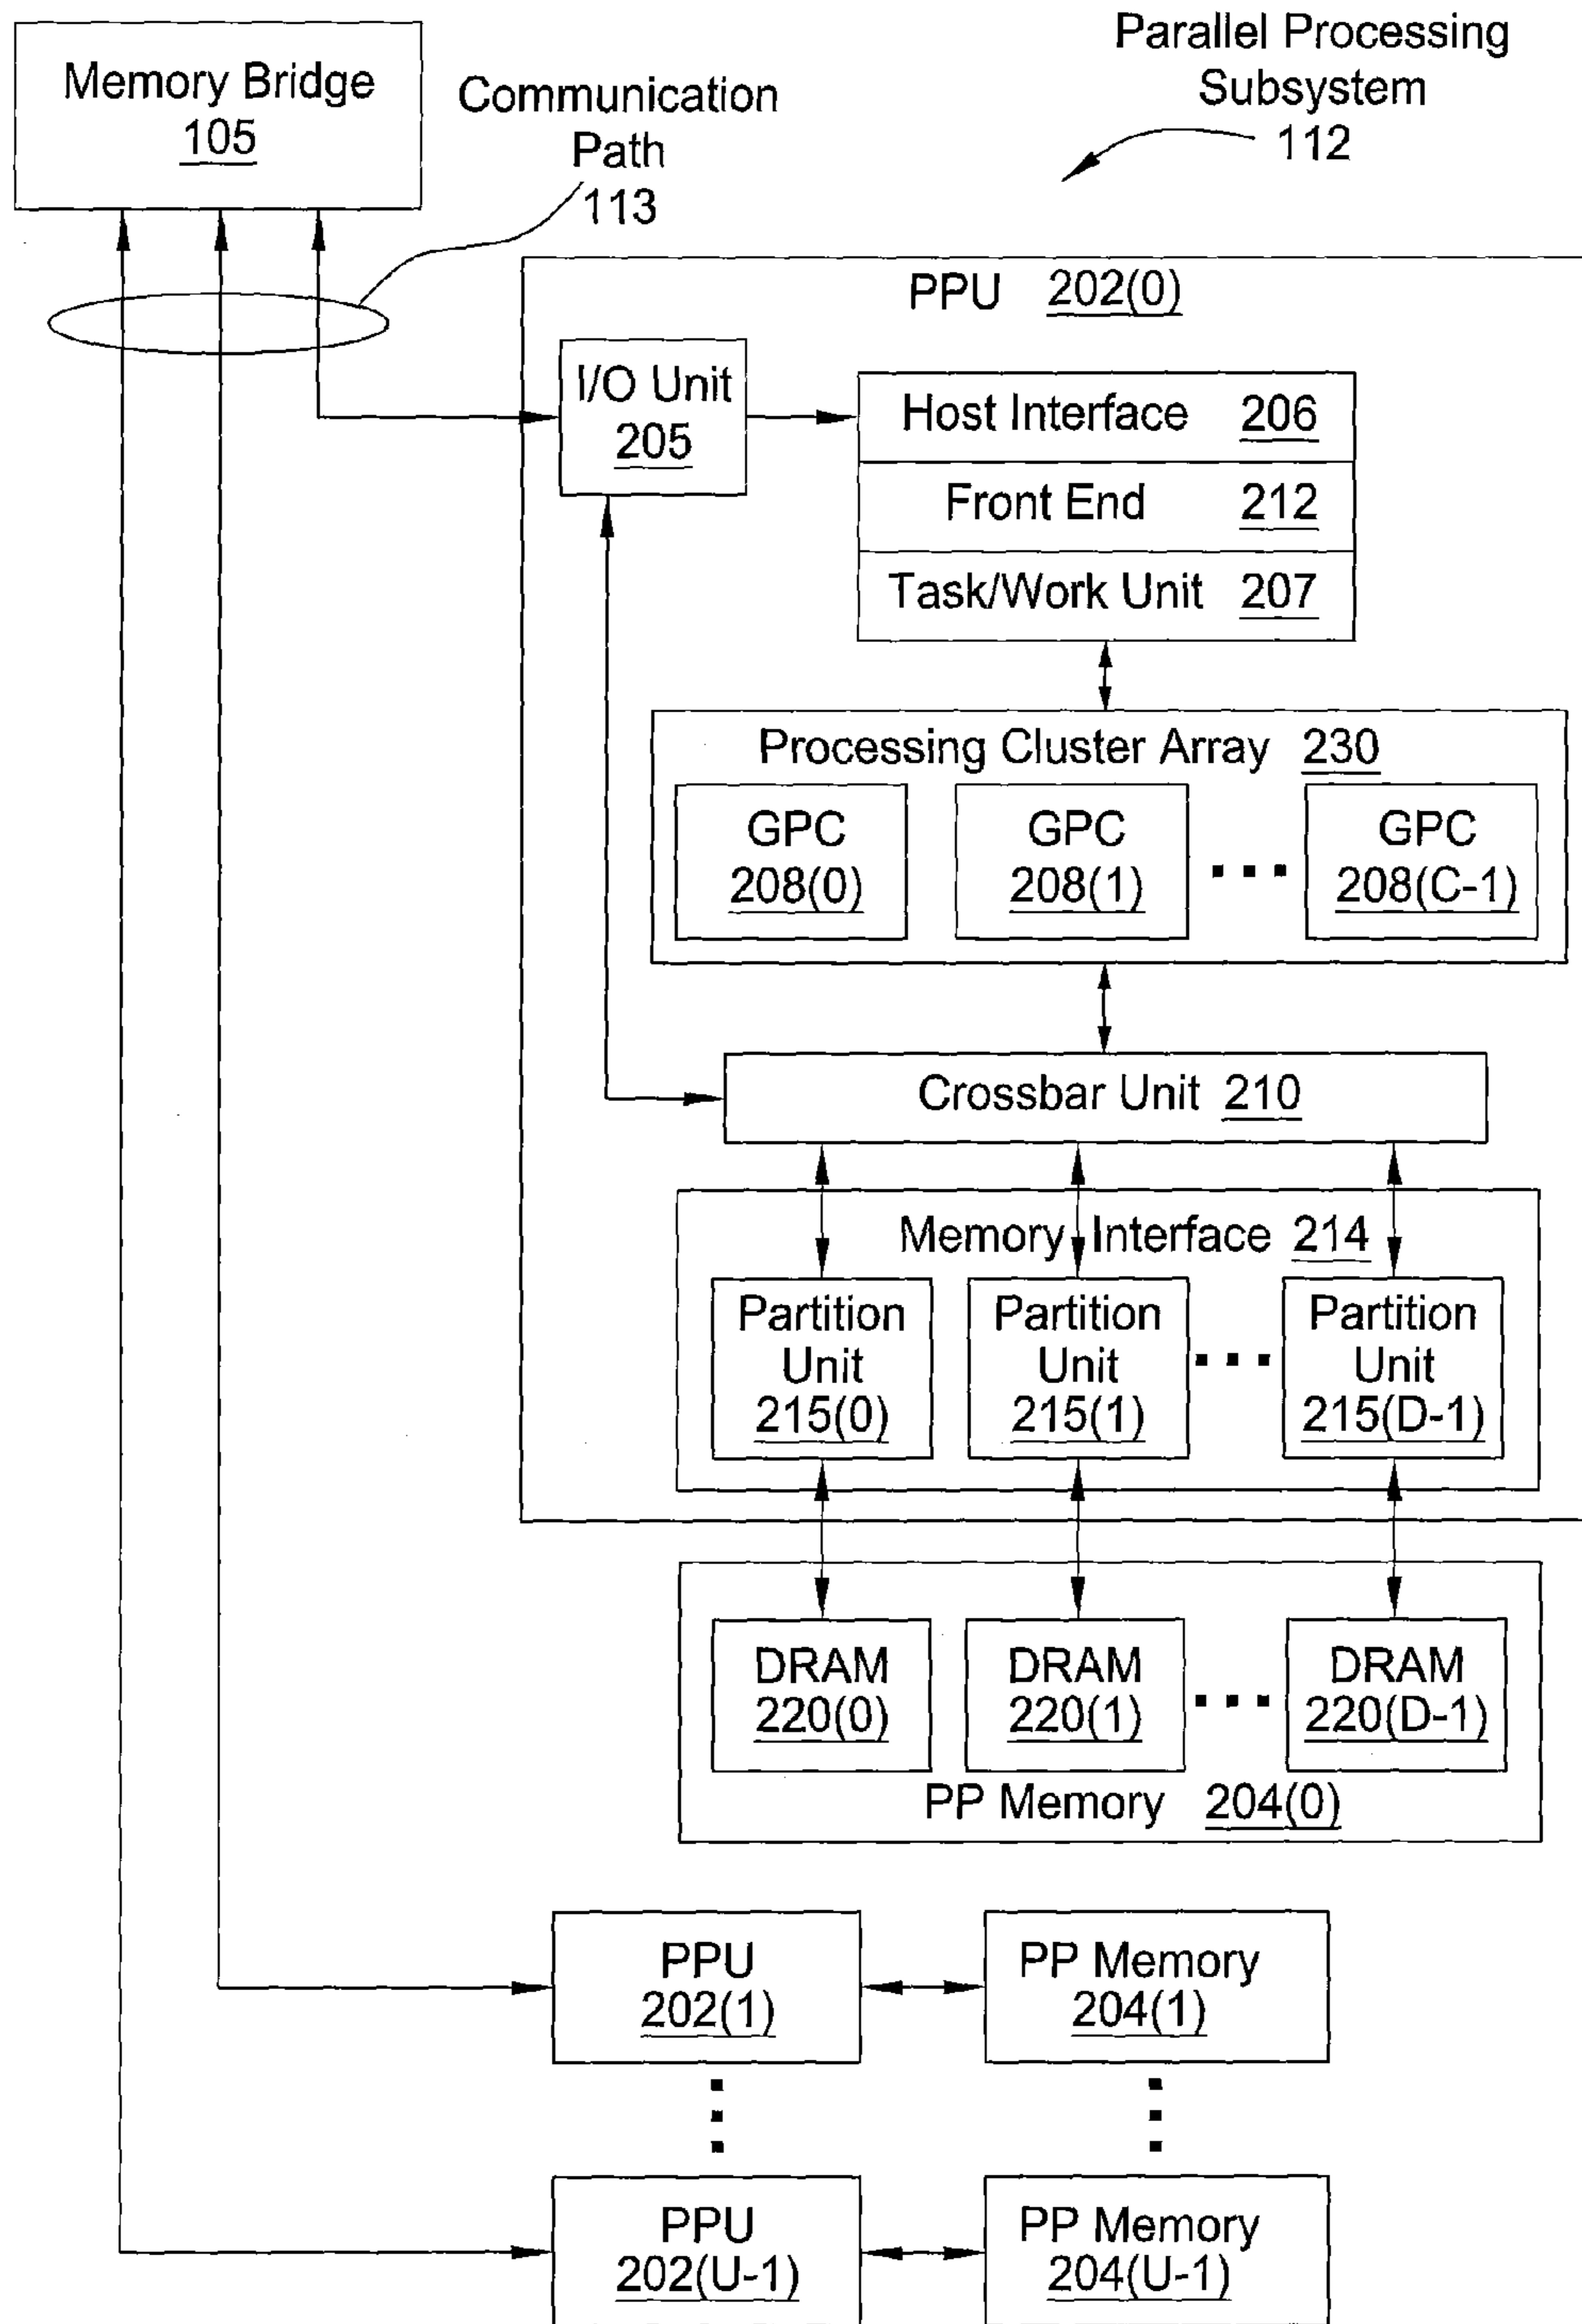 Memory Bridge
105
Communication
Path
113
Parallel Processing
Subsystem
112
PPU 202(0)
I/O Unit
205
Host Interface 206
Front End 212
Task/Work Unit 207
Processing Cluster Array 230
GPC
208(0)
GPC
208(1)
GPC
208(C-1)
Crossbar Unit 210
Memory Interface 214
Partition
Unit
215(0)
Partition
Unit
215(1)
Partition
Unit
215(D-1)
DRAM
220(0)
DRAM
220(1)
DRAM
220(D-1)
PP Memory 204(0)
PPU
202(1)
PP Memory
204(1)
PPU
202(U-1)
PP Memory
204(U-1)